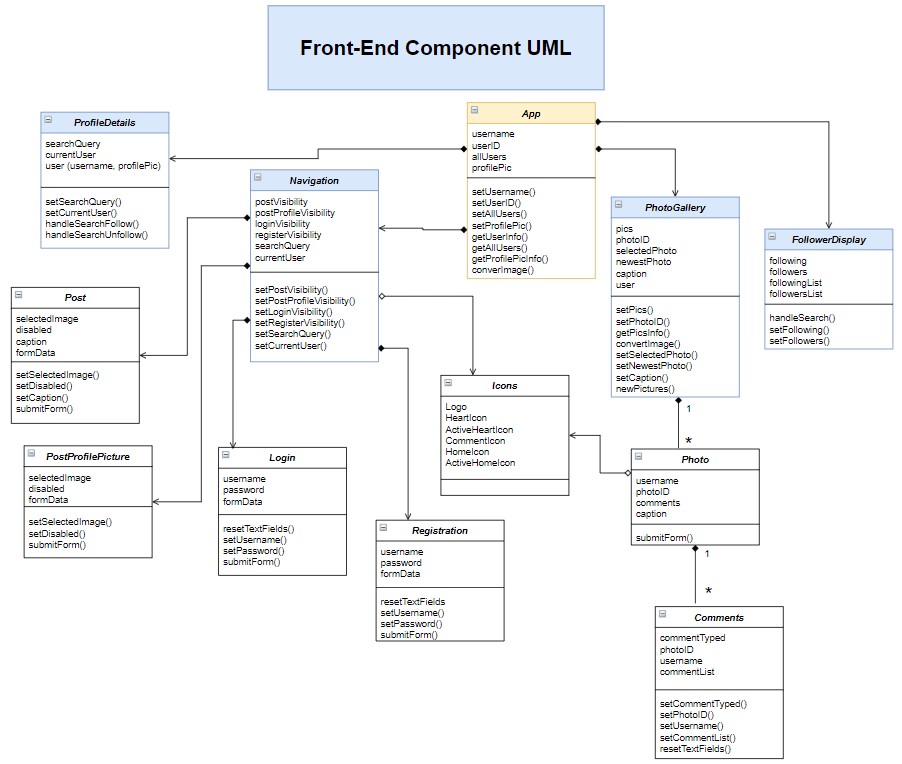 Front-End Component UML
App
username
userID
allUsers
profilePic
setUsername()
setUserID()
setAllUsers()
setProfilePic()
getUserInfo()
getAllUsers()
getProfilePicInfo()
converImage()
ProfileDetails
searchQuery
currentUser
user (username, profilePic)
setSearchQuery()
setCurrentUser()
handleSearchFollow()
handleSearchUnfollow()
Navigation
postVisibility
postProfileVisibility
loginVisibility
registerVisibility
searchQuery
currentUser
setPostVisibility()
setPostProfileVisibility()
setLoginVisibility()
setRegisterVisibility()
setSearchQuery()
setCurrentUser()
PhotoGallery
pics
photoID
selectedPhoto
newestPhoto
caption
user
setPics()
setPhotoID()
getPicsInfo()
convertImage()
setSelectedPhoto()
setNewestPhoto()
setCaption()
newPictures()
FollowerDisplay
following
followers
followingList
followersList
handleSearch()
setFollowing()
setFollowers()
Post
selectedImage
disabled
caption
formData
setSelectedImage()
setDisabled()
setCaption()
submitForm()
Icons
Logo
HeartIcon
ActiveHeartIcon
CommentIcon
HomeIcon
ActiveHomeIcon
1
*
PostProfilePicture
selectedImage
disabled
formData
setSelectedImage()
setDisabled()
submitForm()
Login
username
password
formData
resetTextFields()
setUsername()
setPassword()
submitForm()
Photo
username
photoID
comments
caption
submitForm()
Registration
username
password
formData
resetTextFields
setUsername()
setPassword()
submitForm()
1
*
Comments
commentTyped
photoID
username
commentList
setCommentTyped()
setPhotoID()
setUsername()
setCommentList()
resetTextFields()